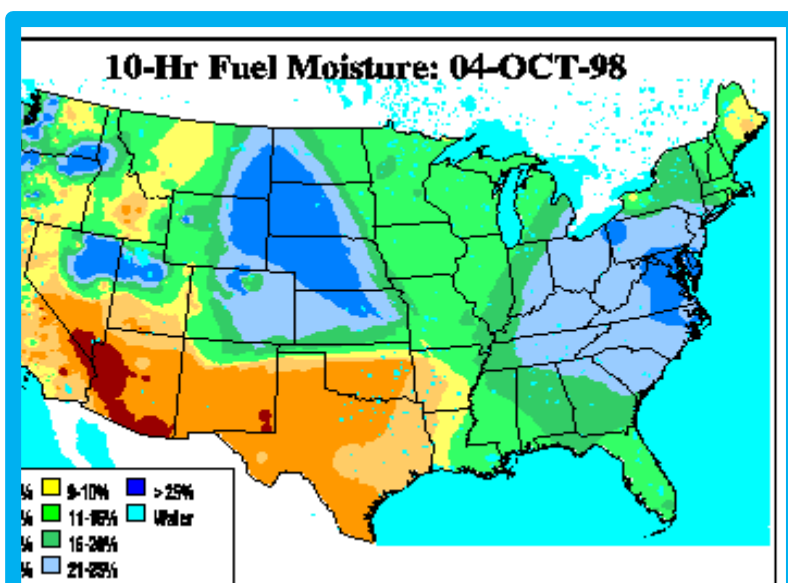 10-Hr Fuel Moisture: 04-OCT-98
% 9-10% > 25%
% 11-15% Water
% 16-20%
% 21-25%